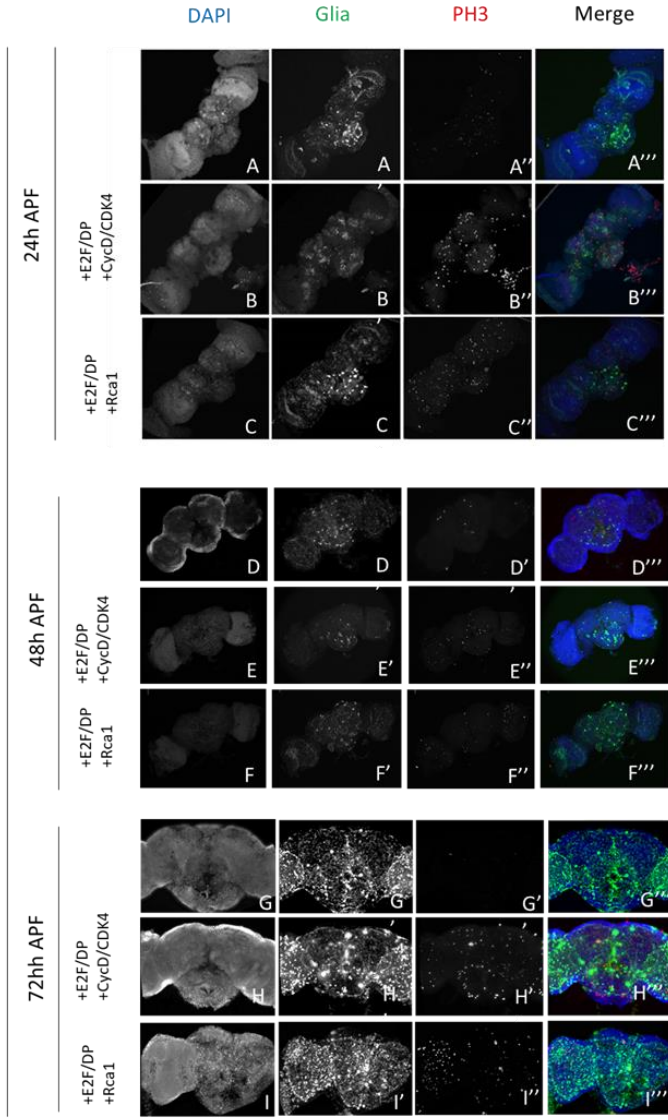 DAPI Glia PH3 Merge
24h APF
A A A'' A'''
'
+E2F/DP
+CycD/CDK4
B B B'' B'''
'
+E2F/DP
+Rca1
C C C'' C'''
48h APF
D D D' D'''
' '
+E2F/DP
+CycD/CDK4
E E' E'' E'''
+E2F/DP
+Rca1
F F' F'' F'''
72hh APF
G G G' G'''
' '
+E2F/DP
+CycD/CDK4
H H H' H'''
'
+E2F/DP
+Rca1
I I' I'' I'''